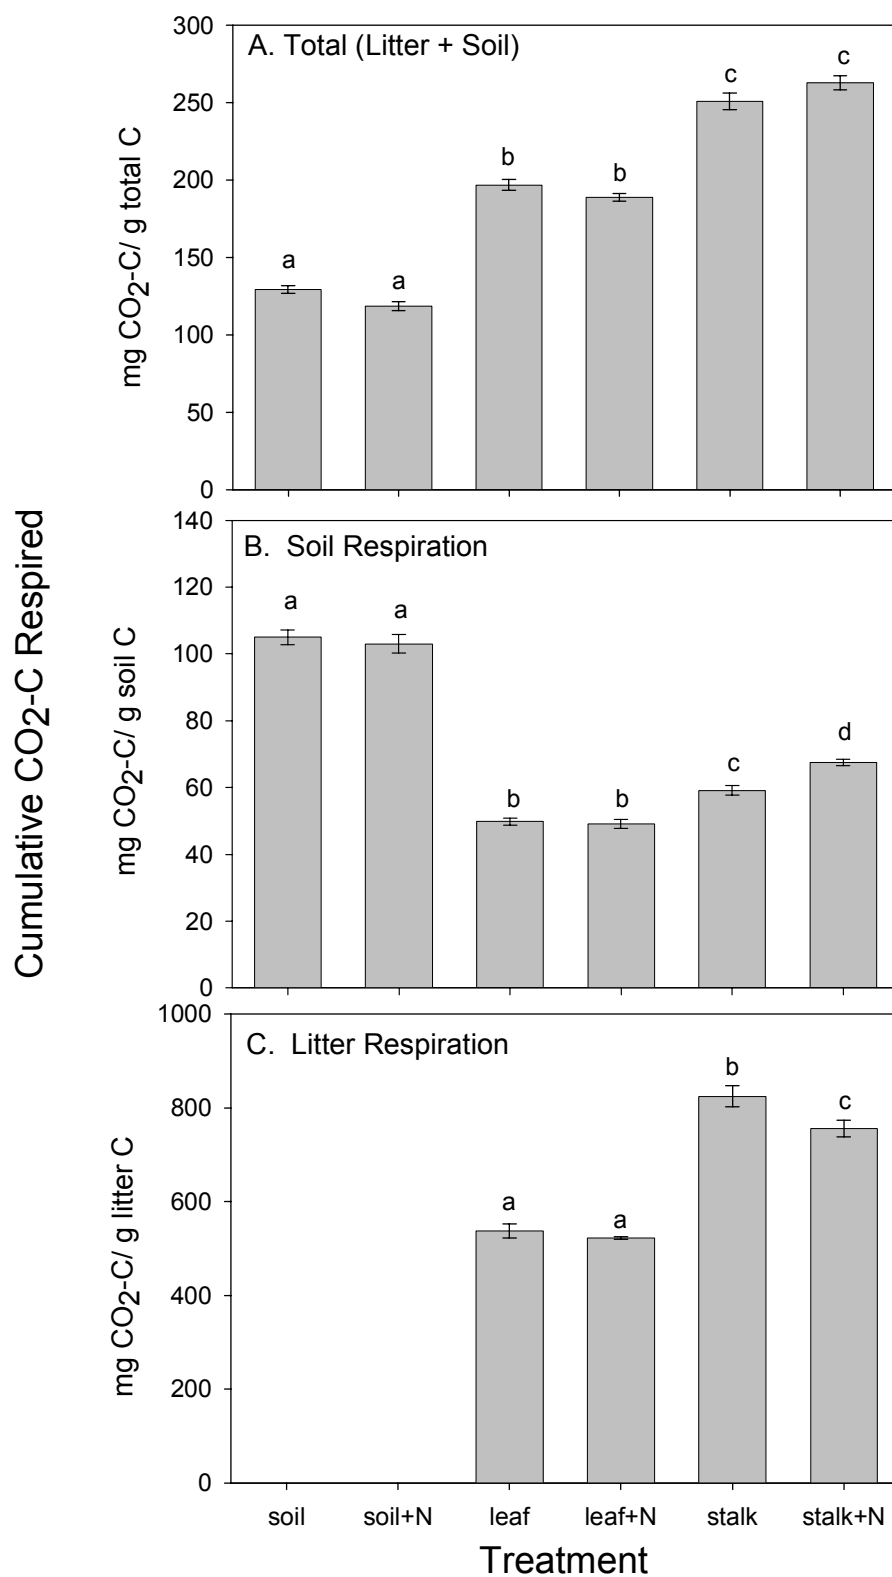 Cumulative CO2-C Respired
A. Total (Litter + Soil)
mg CO2-C/ g total C
300
250
200
150
100
50
0
a
a
b
b
c
c
B. Soil Respiration
mg CO2-C/ g soil C
140
120
100
80
60
40
20
0
a
a
b
b
c
d
C. Litter Respiration
mg CO2-C/ g litter C
1000
800
600
400
200
0
a
a
b
c
soil soil+N leaf leaf+N stalk stalk+N
Treatment